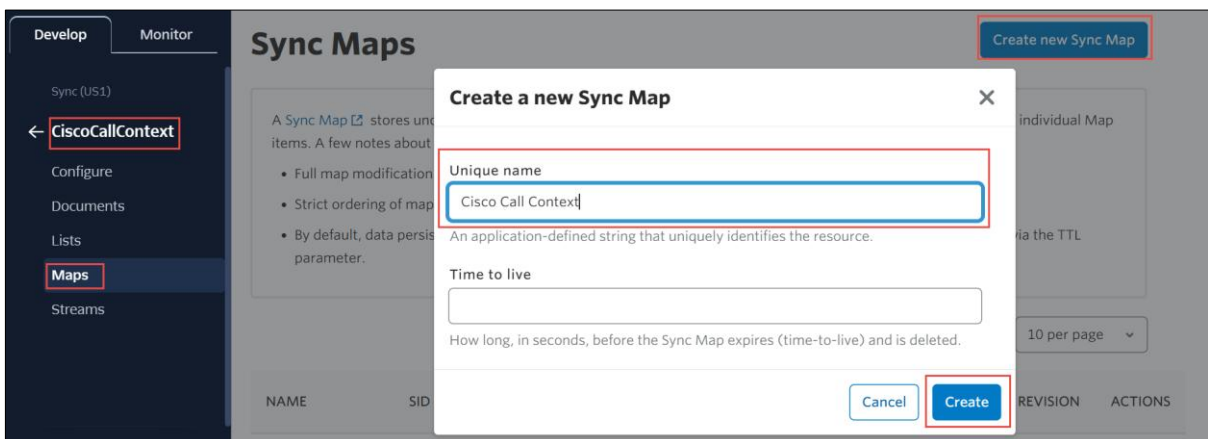 Develop
Monitor
Sync (US1)
← CiscoCallContext
Configure
Documents
Lists
Maps
Streams
Sync Maps
Create new Sync Map
A Sync Map stores
individual Map
items. A few notes about
• Full map modification
• Strict ordering of map
• By default, data
via the TTL
parameter.
Create a new Sync Map
Unique name
Cisco Call Context
An application-defined string that uniquely identifies the resource.
Time to live
How long, in seconds, before the Sync Map expires (time-to-live) and is deleted.
Cancel
Create
10 per page
NAME
SID
REVISION
ACTIONS